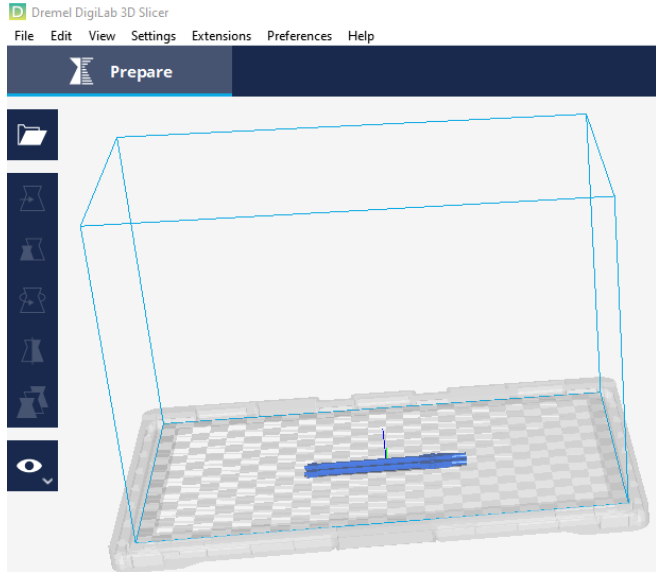 D Dremel DigiLab 3D Slicer
File Edit View Settings Extensions Preferences Help
Prepare